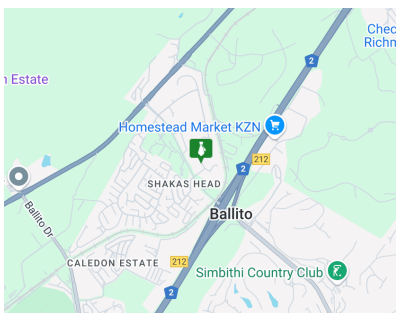 Chec
Richm
n Estate
2
Homestead Market KZN
212
2
SHAKAS HEAD
Ballito
Ballito Dr
212
CALEDON ESTATE
Simbithi Country Club
2